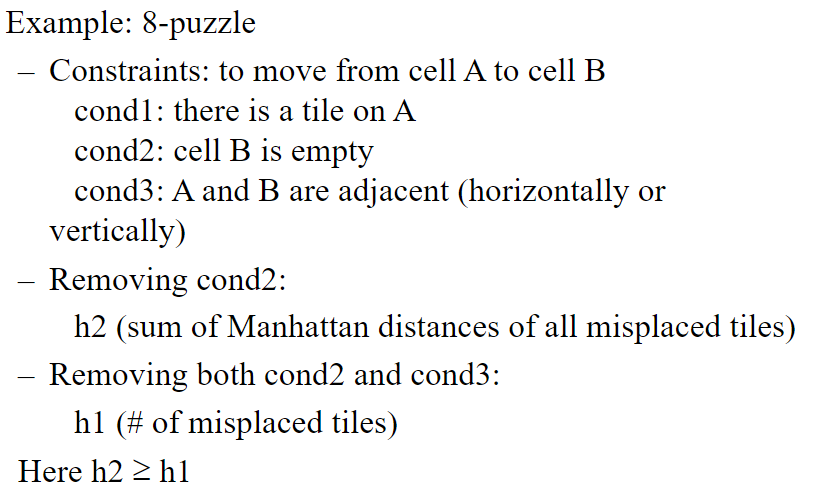 Example: 8-puzzle
– Constraints: to move from cell A to cell B
cond1: there is a tile on A
cond2: cell B is empty
cond3: A and B are adjacent (horizontally or
vertically)
– Removing cond2:
h2 (sum of Manhattan distances of all misplaced tiles)
– Removing both cond2 and cond3:
h1 (# of misplaced tiles)
Here h2 ≥ h1